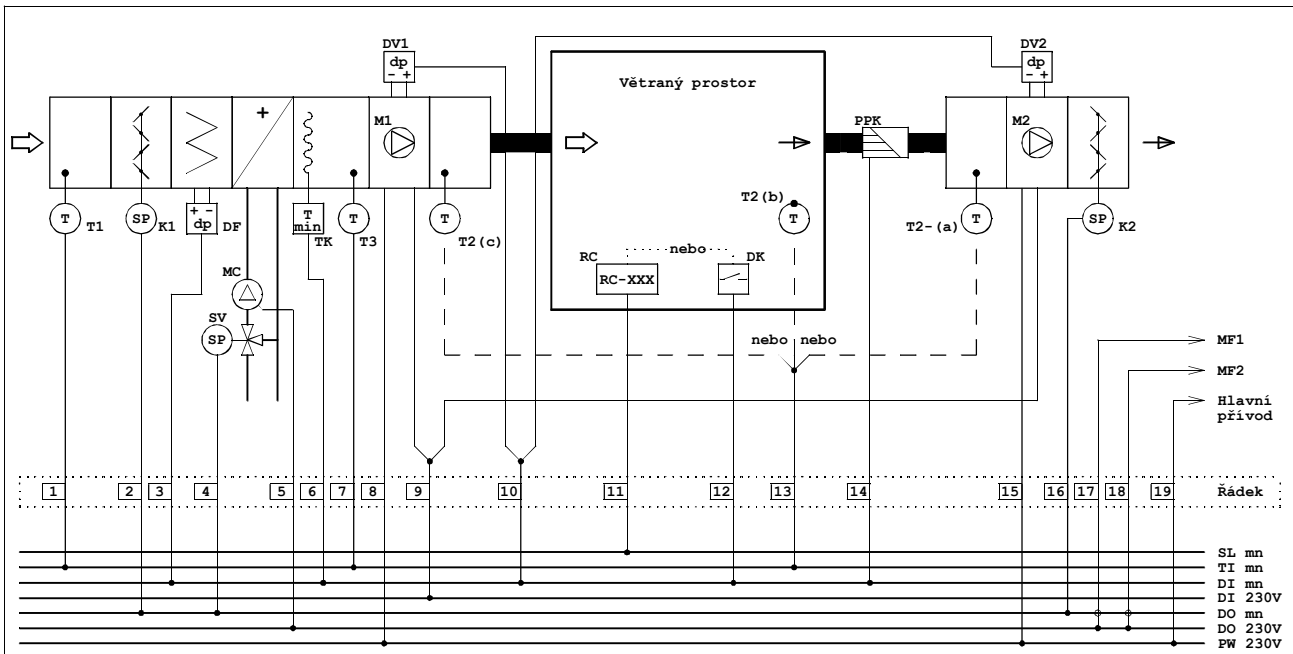 DV1
dp
- +
DV2
dp
- +
Větraný prostor
+
M1
PPK
M2
T
T1
SP
K1
+ -
dp
DF
T
min
TK
T
T3
T
T2(c)
T2(b)
T
T2-(a)
T
SP
K2
nebo
RC
RC-XXX
DK
MC
SV
SP
nebo nebo
MF1
MF2
Hlavní
přívod
1 2 3 4 5 6 7 8 9 10 11 12 13 14 15 16 17 18 19 Řádek
SL mn
TI mn
DI mn
DI 230V
DO mn
DO 230V
PW 230V